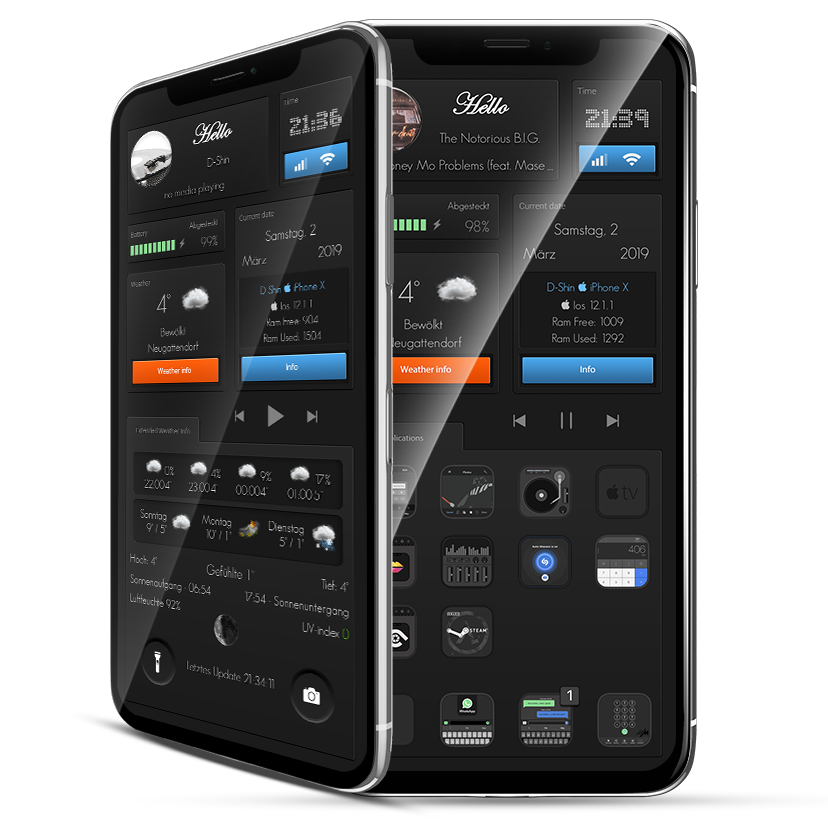 Hello
D-Shin
no media playing
Time
21:36
Battery
Abgesteckt
99%
Current date
Samstag, 2
März 2019
Weather
4°
Bewölkt
Neugattendorf
Weather info
D-Shin iPhone X
Ios 12.1.1
Ram Free: 904
Ram Used: 1504
Info
Extended Weather Info
0% 4% 9% 17%
22:00 4° 23:00 4° 00:00 4° 01:00 5°
Sonntag Montag Dienstag
9° / 5° 10° / 1° 5° / 1°
Hoch: 4° Gefühlte 1° Tief: 4°
Sonnenaufgang - 06:54 17:54 - Sonnenuntergang
Luftfeuchte 92% UV-index 0
Letztes Update 21:34:11
Hello
The Notorious B.I.G.
oney Mo Problems (feat. Mase ...
Time
21:39
Abgesteckt
98%
Current date
Samstag, 2
März 2019
4°
Bewölkt
leugattendorf
Weather info
D-Shin iPhone X
Ios 12.1.1
Ram Free: 1009
Ram Used: 1292
Info
plications
tv
406
STEAM
WhatsApp
1